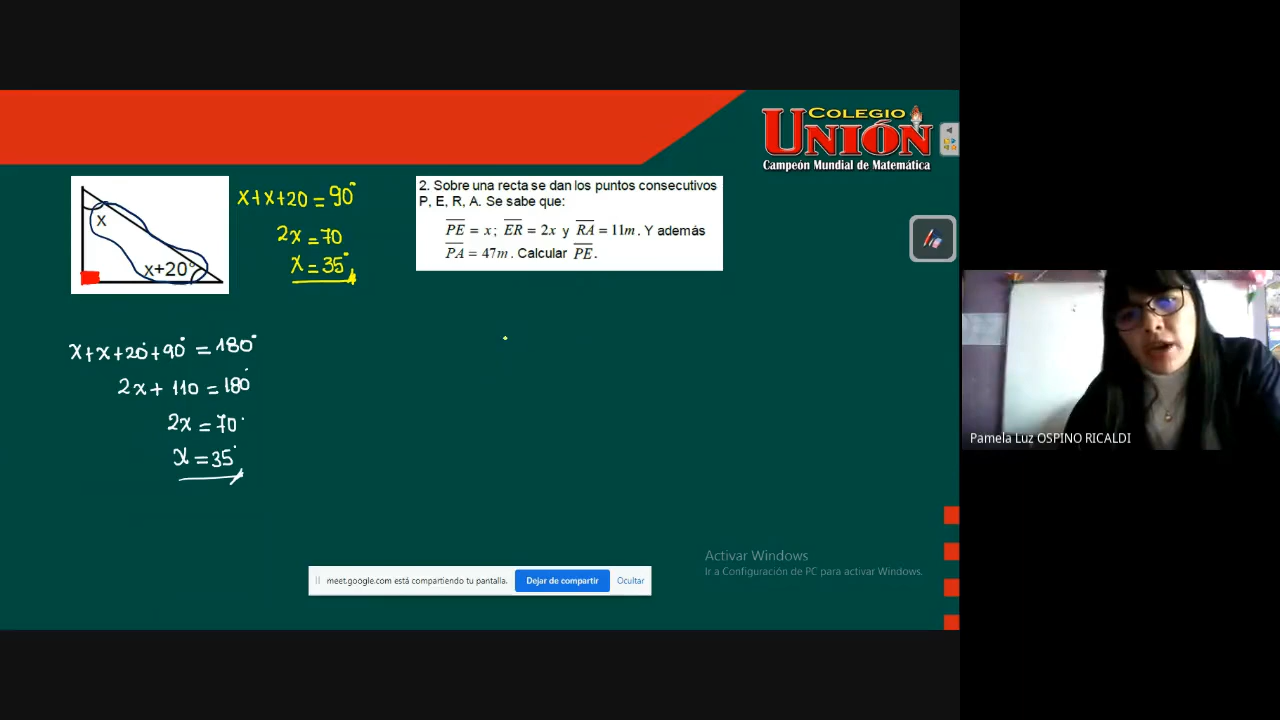 COLEGIO
UNIÓN
Campeón Mundial de Matemática
x
x+20°
x+x+20=90°
2x=70
x=35°
x+x+20°+90°=180°
2x+110=180°
2x=70°
x=35°
2. Sobre una recta se dan los puntos consecutivos
P, E, R, A. Se sabe que:
PE = x; ER = 2x y RA = 11m. Y además
PA = 47m. Calcular PE.
Pamela Luz OSPINO RICALDI
Activar Windows
Ir a Configuración de PC para activar Windows.
meet.google.com está compartiendo tu pantalla.
Dejar de compartir
Ocultar